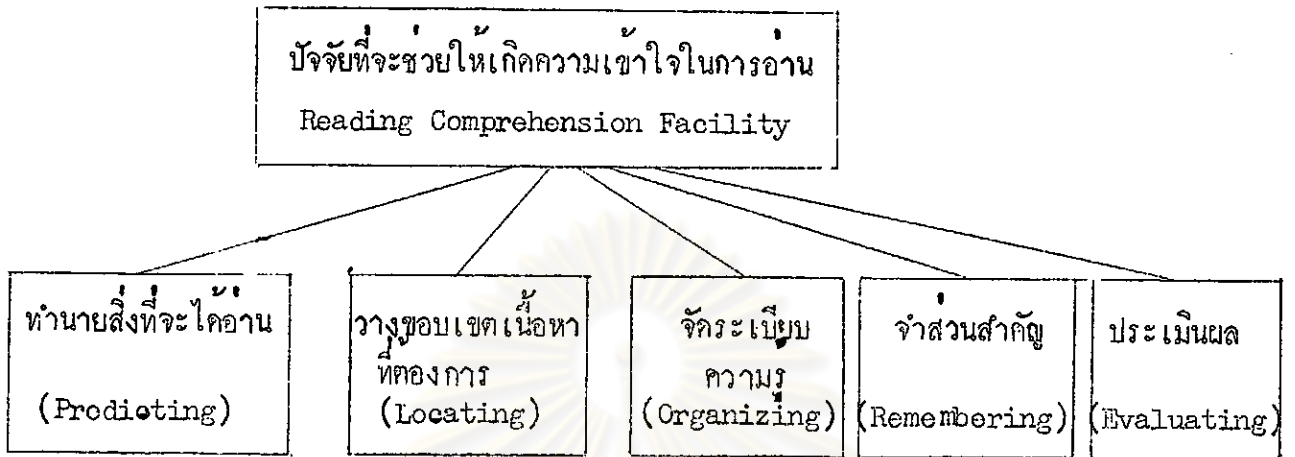 ปัจจัยที่จะช่วยให้เกิดความเข้าใจในการอ่าน
Reading Comprehension Facility
ทำนายสิ่งที่จะได้อ่าน
(Prodicting)
วางขอบเขตเนื้อหา
ที่ตองการ
(Locating)
จัดระเบียบ
ความรู้
(Organizing)
จำส่วนสำคัญ
(Remembering)
ประเมินผล
(Evaluating)